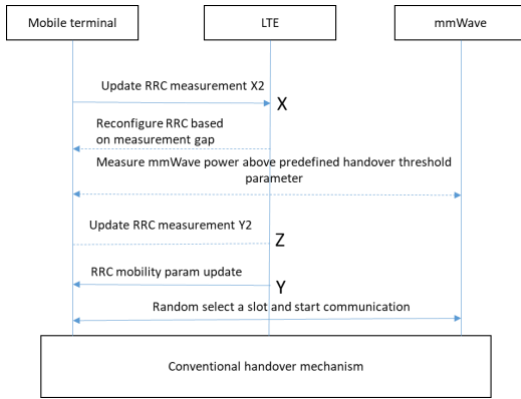 Mobile terminal
LTE
mmWave
Update RRC measurement X2
X
Reconfigure RRC based
on measurement gap
Measure mmWave power above predefined handover threshold
parameter
Update RRC measurement Y2
Z
RRC mobility param update
Y
Random select a slot and start communication
Conventional handover mechanism